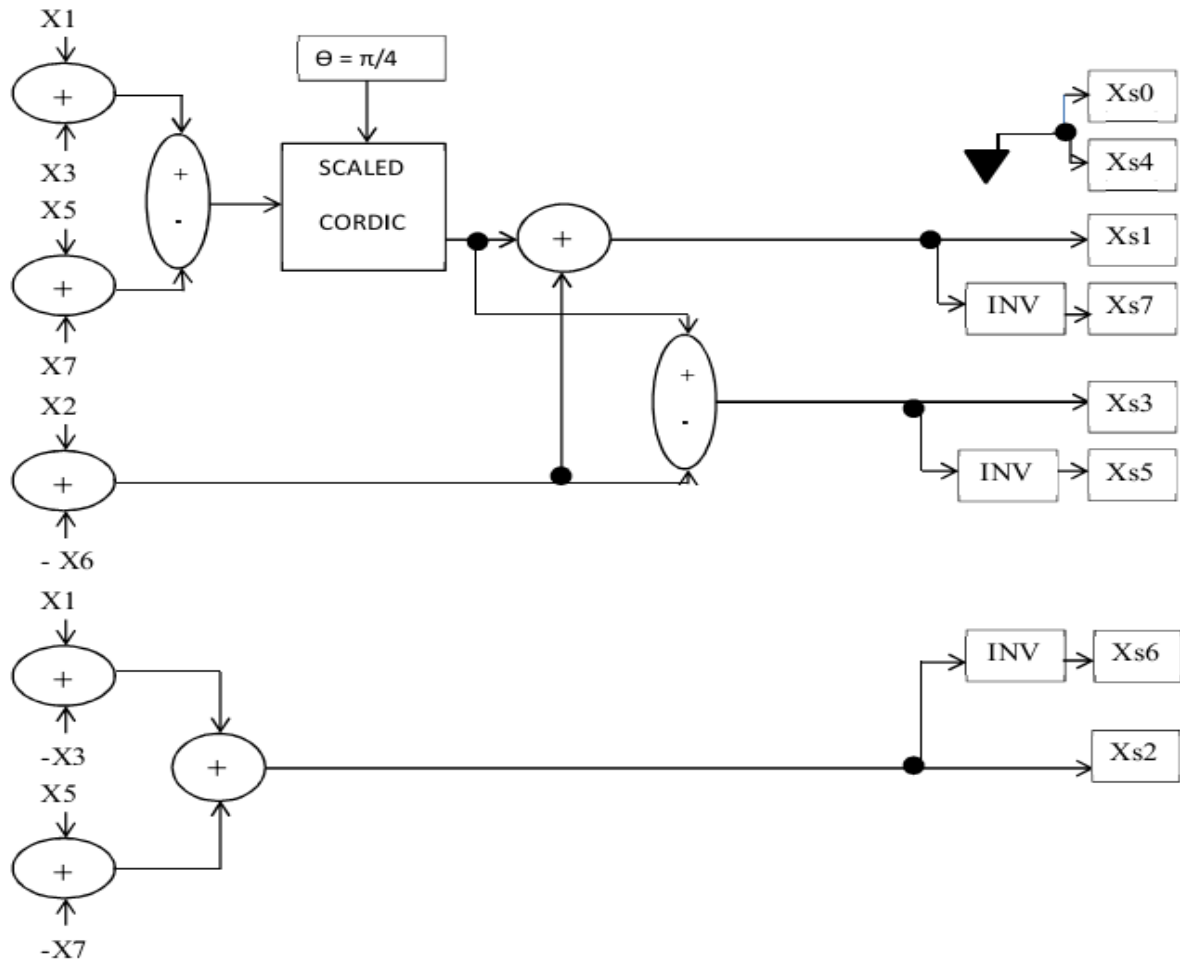 X1
+
X3
X5
+
X7
+
-
Θ = π/4
SCALED
CORDIC
+
X2
+
- X6
+
-
Xs0
Xs4
Xs1
INV
Xs7
Xs3
INV
Xs5
X1
+
-X3
X5
+
-X7
+
INV
Xs6
Xs2